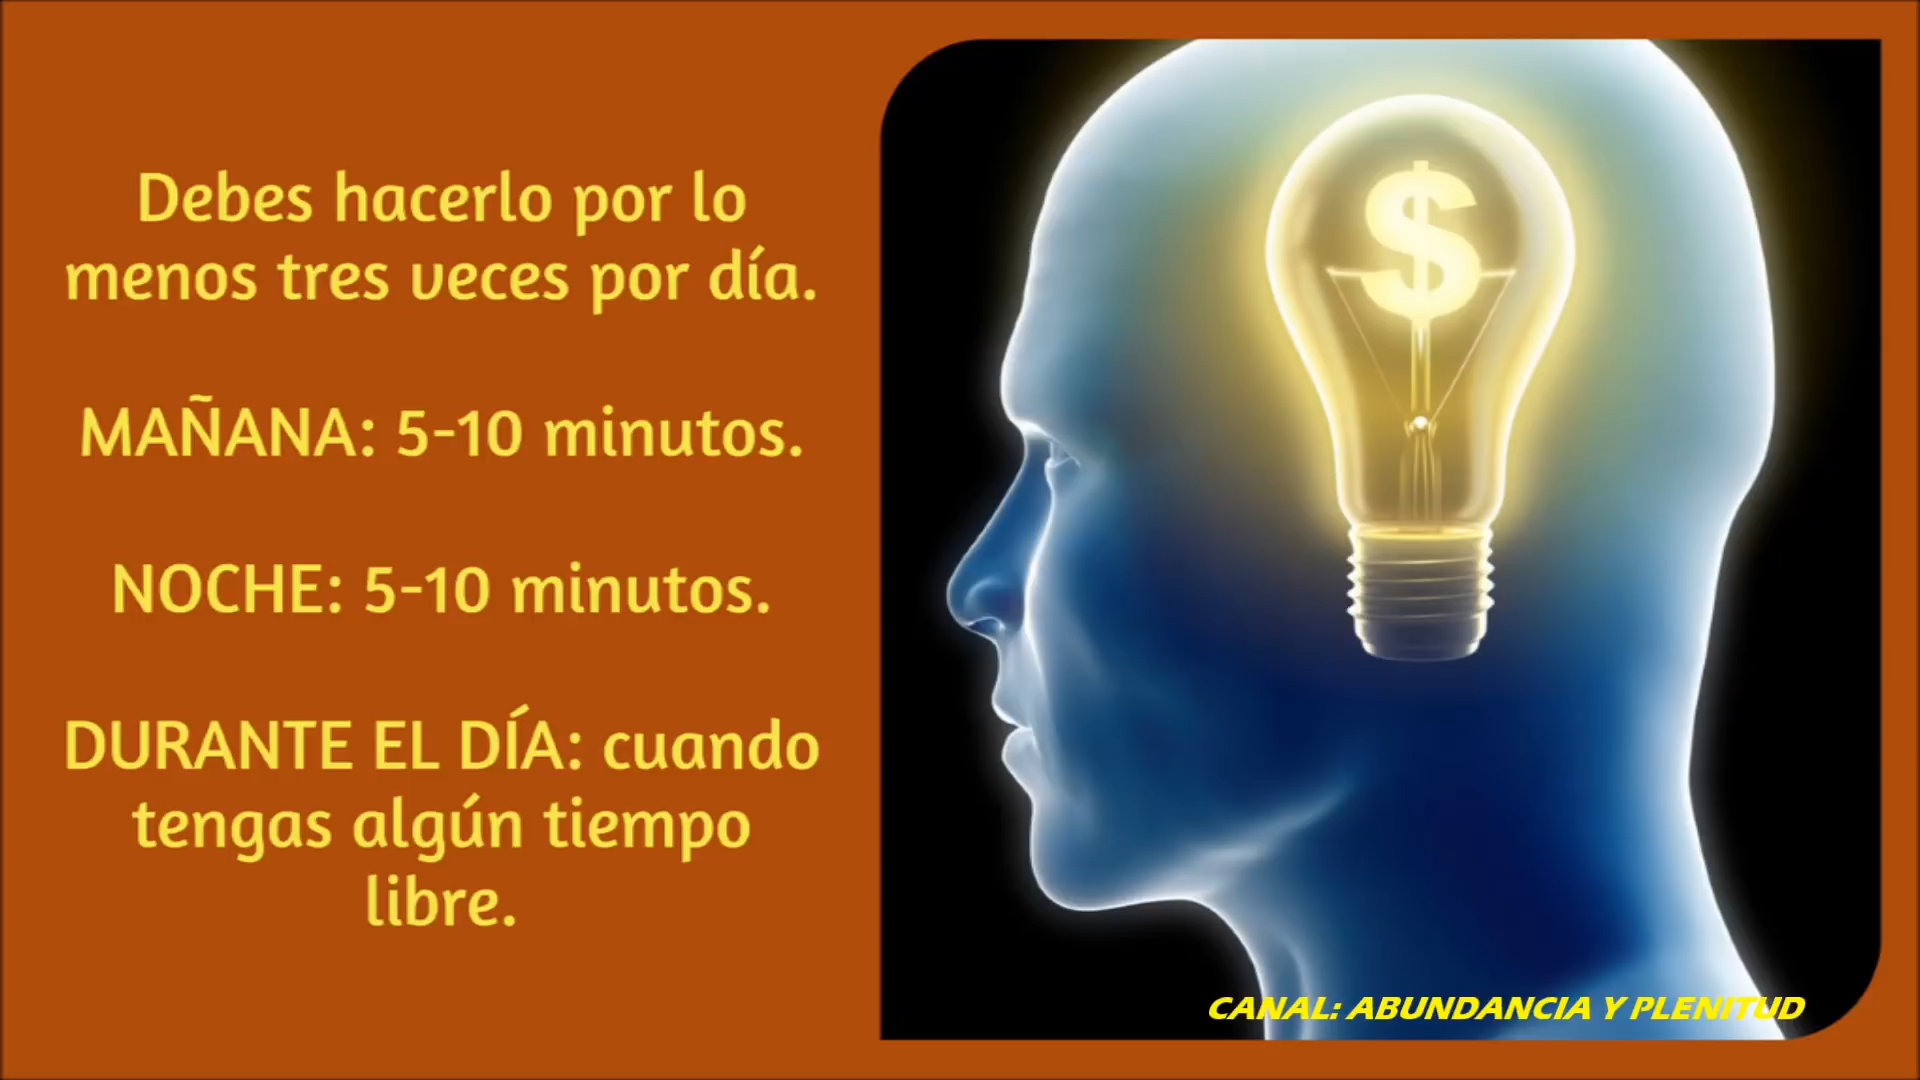 Debes hacerlo por lo
menos tres veces por día.
MAÑANA: 5-10 minutos.
NOCHE: 5-10 minutos.
DURANTE EL DÍA: cuando
tengas algún tiempo
libre.
$
CANAL: ABUNDANCIA Y PLENITUD